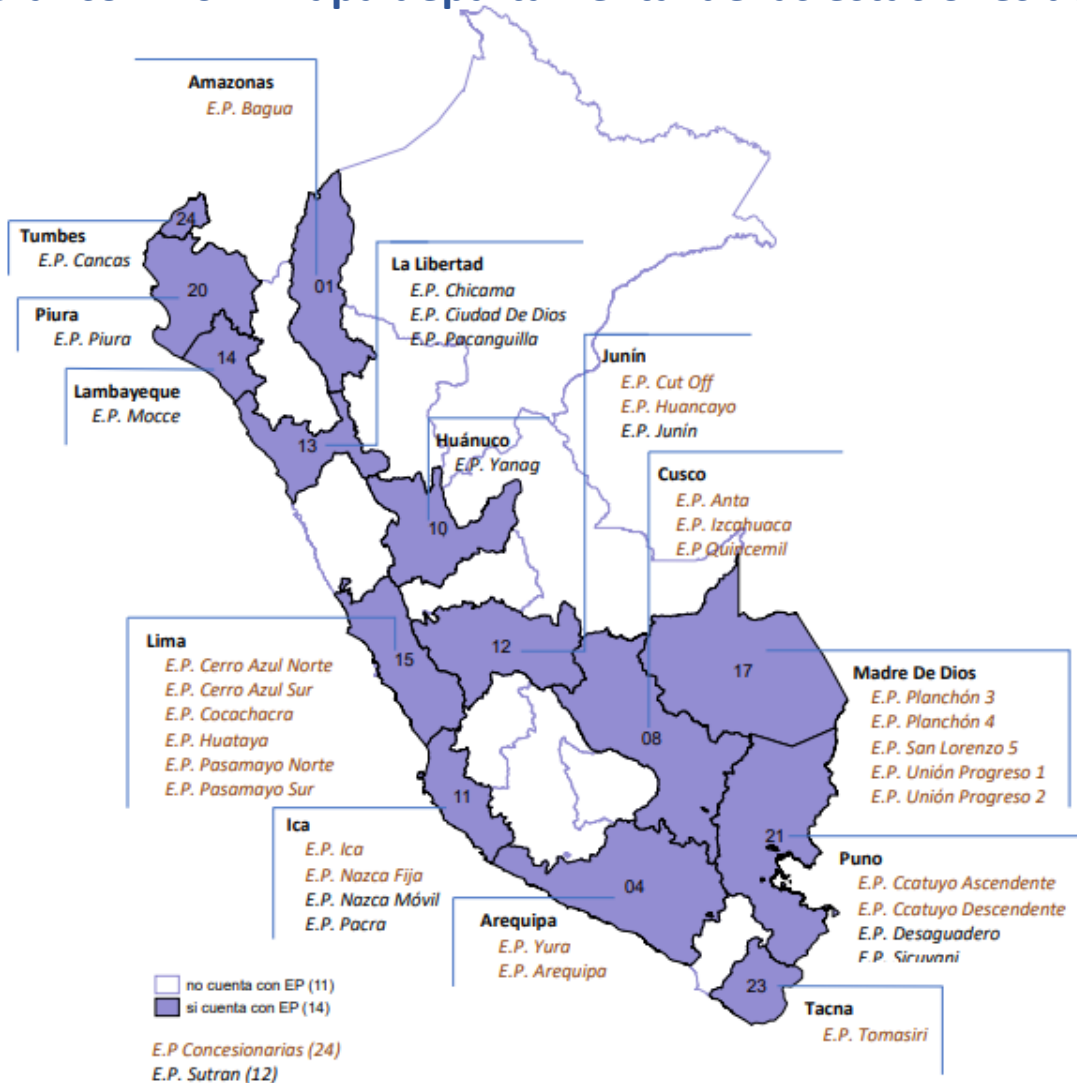 Amazonas
E.P. Bagua
24
Tumbes
E.P. Cancas
20
01
Piura
E.P. Piura
La Libertad
E.P. Chicama
E.P. Ciudad De Dios
E.P. Pacanguilla
14
Lambayeque
E.P. Mocce
Junín
E.P. Cut Off
E.P. Huancayo
E.P. Junín
13
Huánuco
E.P. Yanag
10
Cusco
E.P. Anta
E.P. Izcahuaca
E.P Quincemil
Lima
E.P. Cerro Azul Norte
E.P. Cerro Azul Sur
E.P. Cocachacra
E.P. Huataya
E.P. Pasamayo Norte
E.P. Pasamayo Sur
15
12
17
08
Madre De Dios
E.P. Planchón 3
E.P. Planchón 4
E.P. San Lorenzo 5
E.P. Unión Progreso 1
E.P. Unión Progreso 2
11
Ica
E.P. Ica
E.P. Nazca Fija
E.P. Nazca Móvil
E.P. Pacra
21
Puno
E.P. Ccatuyo Ascendente
E.P. Ccatuyo Descendente
E.P. Desaguadero
E.P. Sicuyani
04
Arequipa
E.P. Yura
E.P. Arequipa
23
Tacna
E.P. Tomasiri
no cuenta con EP (11)
si cuenta con EP (14)
E.P Concesionarias (24)
E.P. Sutran (12)